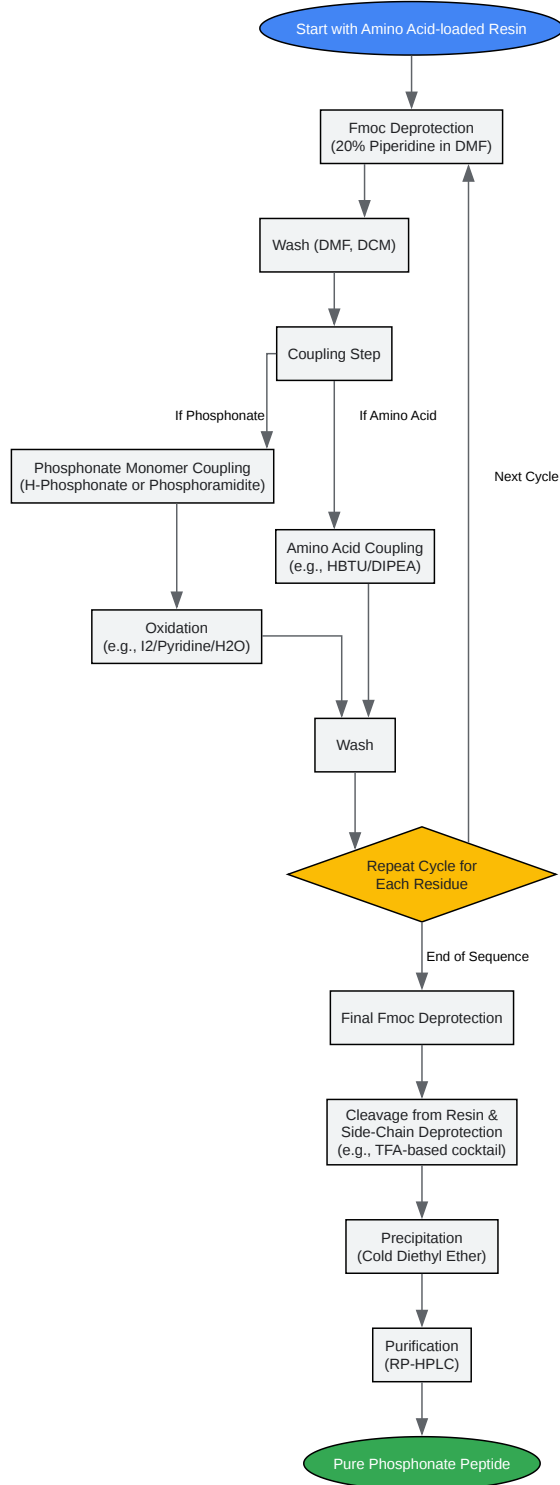 Start with Amino Acid-loaded Resin
Fmoc Deprotection
(20% Piperidine in DMF)
Wash (DMF, DCM)
Coupling Step
If Phosphonate
If Amino Acid
Phosphonate Monomer Coupling
(H-Phosphonate or Phosphoramidite)
Next Cycle
Amino Acid Coupling
(e.g., HBTU/DIPEA)
Oxidation
(e.g., I2/Pyridine/H2O)
Wash
Repeat Cycle for
Each Residue
End of Sequence
Final Fmoc Deprotection
Cleavage from Resin &
Side-Chain Deprotection
(e.g., TFA-based cocktail)
Precipitation
(Cold Diethyl Ether)
Purification
(RP-HPLC)
Pure Phosphonate Peptide